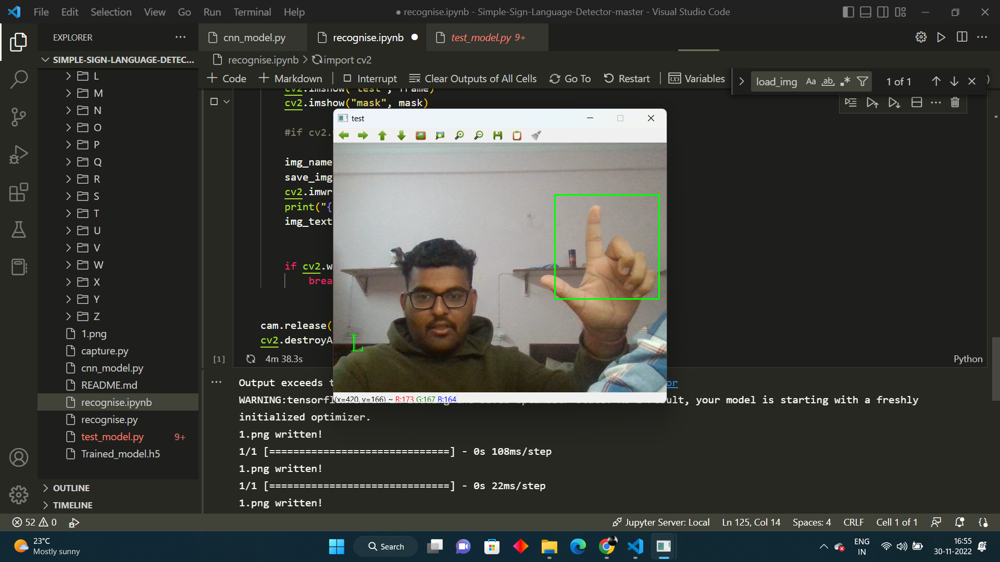 File Edit Selection View Go Run Terminal Help
● recognise.ipynb - Simple-Sign-Language-Detector-master - Visual Studio Code
EXPLORER
cnn_model.py
recognise.ipynb
test_model.py 9+
SIMPLE-SIGN-LANGUAGE-DETEC...
recognise.ipynb > import cv2
Code Markdown Interrupt Clear Outputs of All Cells Go To Restart Variables
load_img Aa ab 1 of 1
L
M
N
O
P
Q
R
S
T
U
V
W
X
Y
Z
1.png
capture.py
cnn_model.py
README.md
recognise.ipynb
recognise.py
test_model.py 9+
Trained_model.h5
OUTLINE
TIMELINE
cv2.imshow("test", frame)
cv2.imshow("mask", mask)
#if cv2.
img_name
save_img
cv2.imwr
print("{
img_text
if cv2.w
brea
cam.release(
cv2.destroyA
[1] 4m 38.3s
Python
test
L
(x=420, y=166) ~ R:173 G:167 B:164
Output exceeds t
or
WARNING:tensorfl
ult, your model is starting with a freshly
initialized optimizer.
1.png written!
1/1 [==============================] - 0s 108ms/step
1.png written!
1/1 [==============================] - 0s 22ms/step
1.png written!
52 0
Jupyter Server: Local Ln 125, Col 14 Spaces: 4 CRLF Cell 1 of 1
23°C
Mostly sunny
Search
ENG
IN
16:55
30-11-2022